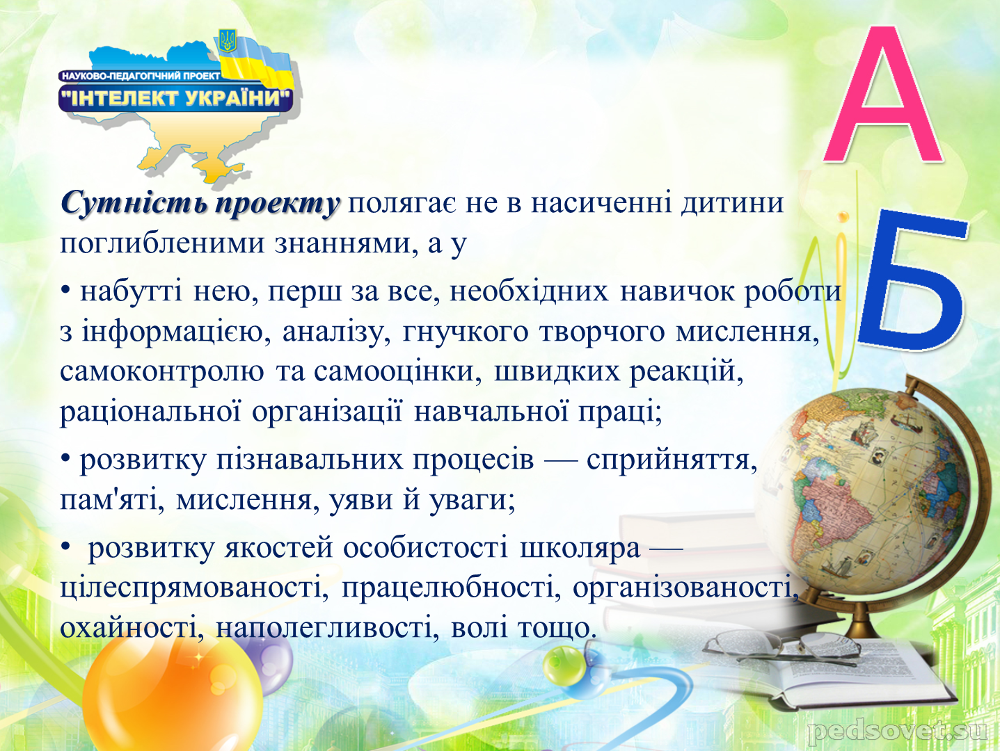 НАУКОВО-ПЕДАГОГІЧНИЙ ПРОЕКТ
"ІНТЕЛЕКТ УКРАЇНИ"
А
Б
Сутність проекту полягає не в насиченні дитини
поглибленими знаннями, а у
• набутті нею, перш за все, необхідних навичок роботи
з інформацією, аналізу, гнучкого творчого мислення,
самоконтролю та самооцінки, швидких реакцій,
раціональної організації навчальної праці;
• розвитку пізнавальних процесів — сприйняття,
пам'яті, мислення, уяви й уваги;
• розвитку якостей особистості школяра —
цілеспрямованості, працелюбності, організованості,
охайності, наполегливості, волі тощо.
pedsovet.su